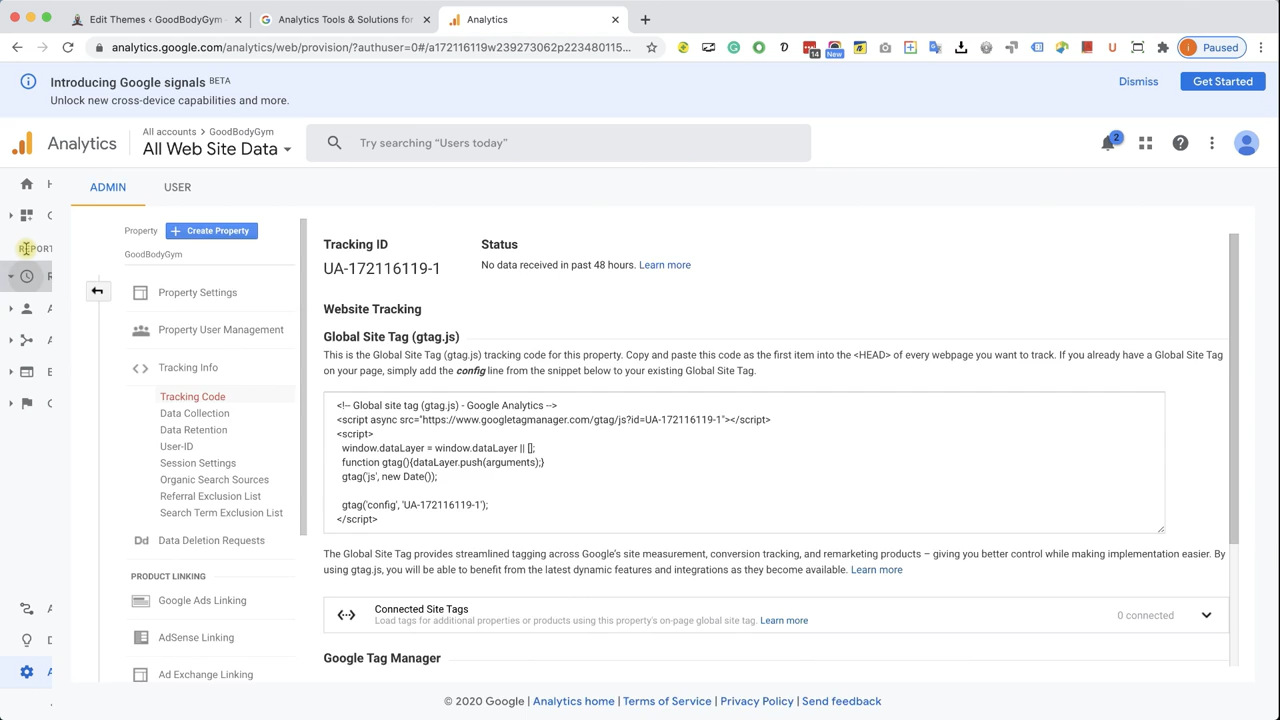 Edit Themes ‹ GoodBodyGym
Analytics Tools & Solutions for
Analytics
analytics.google.com/analytics/web/provision/?authuser=0#/a172116119w239273062p223480115...
14
New
Paused
Introducing Google signals BETA
Unlock new cross-device capabilities and more.
Dismiss
Get Started
Analytics
All accounts > GoodBodyGym
All Web Site Data
Try searching “Users today”
2
ADMIN
USER
REPORT
Property
Create Property
GoodBodyGym
Property Settings
Property User Management
Tracking Info
Tracking Code
Data Collection
Data Retention
User-ID
Session Settings
Organic Search Sources
Referral Exclusion List
Search Term Exclusion List
Dd Data Deletion Requests
PRODUCT LINKING
Google Ads Linking
AdSense Linking
Ad Exchange Linking
Tracking ID
UA-172116119-1
Status
No data received in past 48 hours. Learn more
Website Tracking
Global Site Tag (gtag.js)
This is the Global Site Tag (gtag.js) tracking code for this property. Copy and paste this code as the first item into the <HEAD> of every webpage you want to track. If you already have a Global Site Tag
on your page, simply add the config line from the snippet below to your existing Global Site Tag.
<!-- Global site tag (gtag.js) - Google Analytics -->
<script async src="https://www.googletagmanager.com/gtag/js?id=UA-172116119-1"></script>
<script>
window.dataLayer = window.dataLayer || [];
function gtag(){dataLayer.push(arguments);}
gtag('js', new Date());
gtag('config', 'UA-172116119-1');
</script>
The Global Site Tag provides streamlined tagging across Google's site measurement, conversion tracking, and remarketing products – giving you better control while making implementation easier. By
using gtag.js, you will be able to benefit from the latest dynamic features and integrations as they become available. Learn more
Connected Site Tags
Load tags for additional properties or products using this property's on-page global site tag. Learn more
0 connected
Google Tag Manager
© 2020 Google | Analytics home | Terms of Service | Privacy Policy | Send feedback